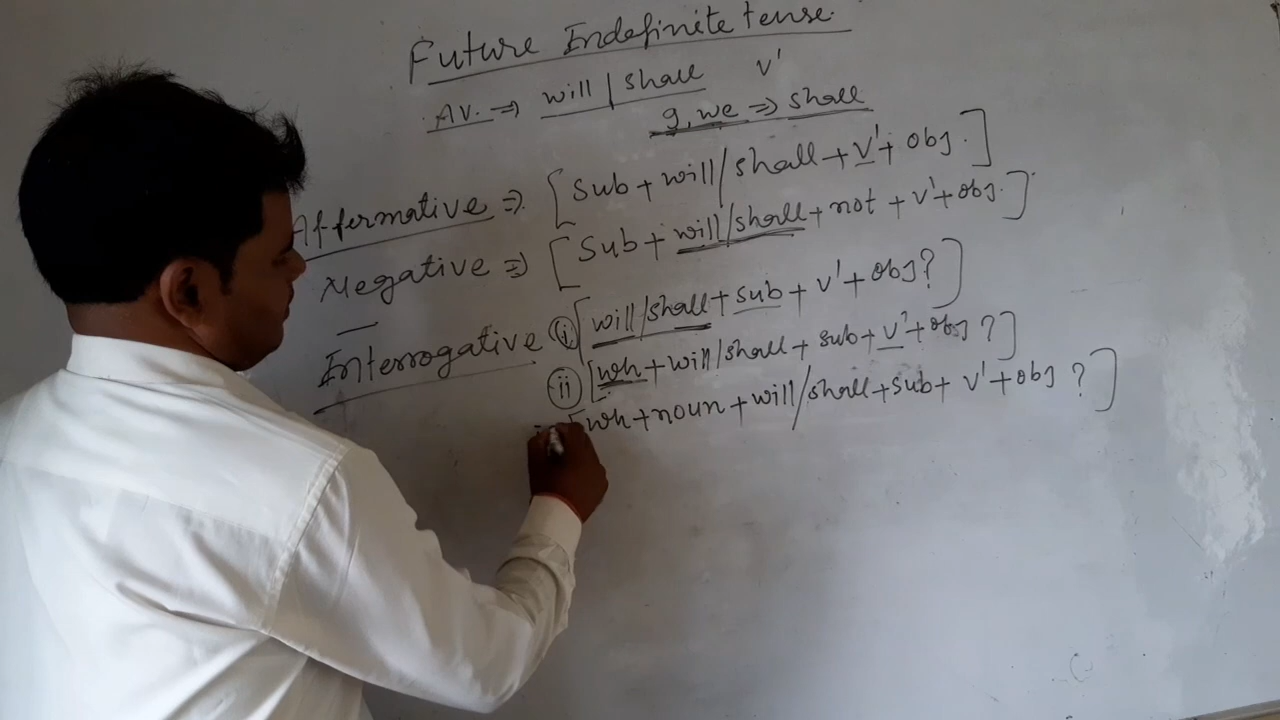 Future Indefinite tense.
A.V. ⇒ will / shall V¹
I, we ⇒ shall
Affermative ⇒ [Sub + will/shall + V¹ + obj.]
Negative ⇒ [Sub + will/shall + not + V¹ + obj.]
Interrogative (i) [will/shall + sub + V¹ + obj?]
(ii) [wh + will/shall + sub + V¹ + obj?]
[wh + noun + will/shall + sub + V¹ + obj ?]